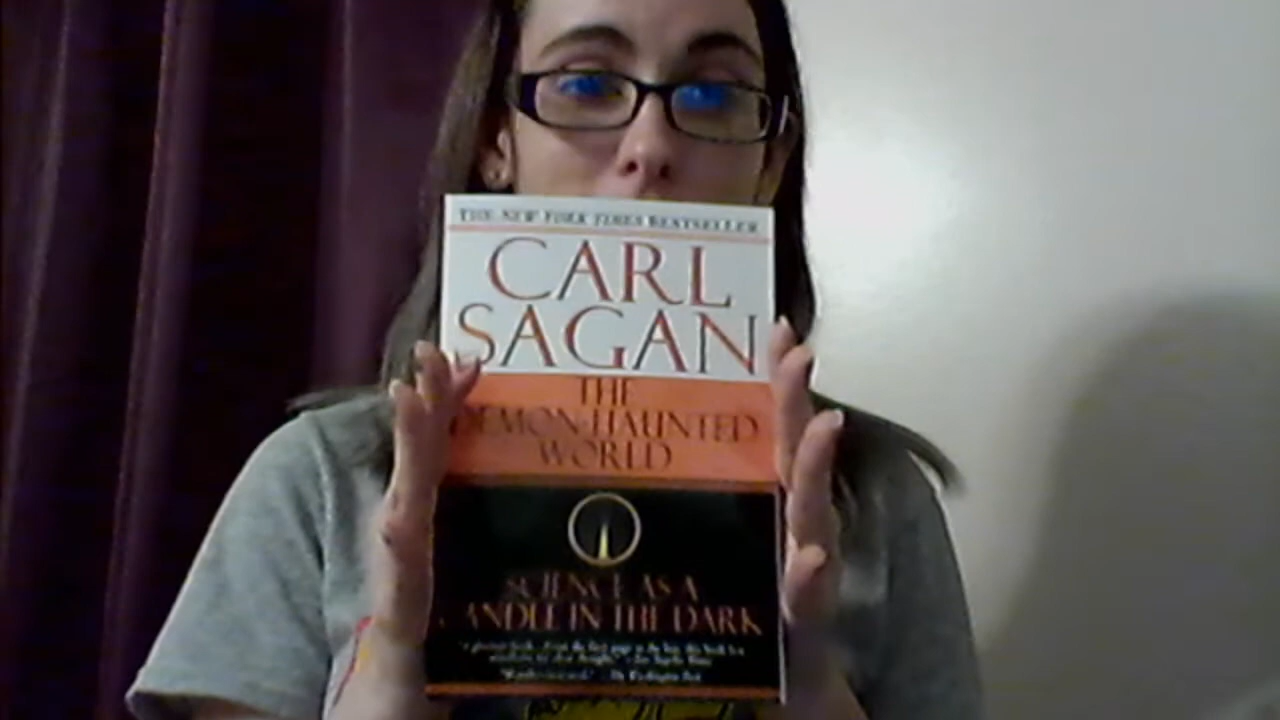 THE NEW YORK TIMES BESTSELLER
CARL
SAGAN
THE
DEMON-HAUNTED
WORLD
SCIENCE AS A
CANDLE IN THE DARK